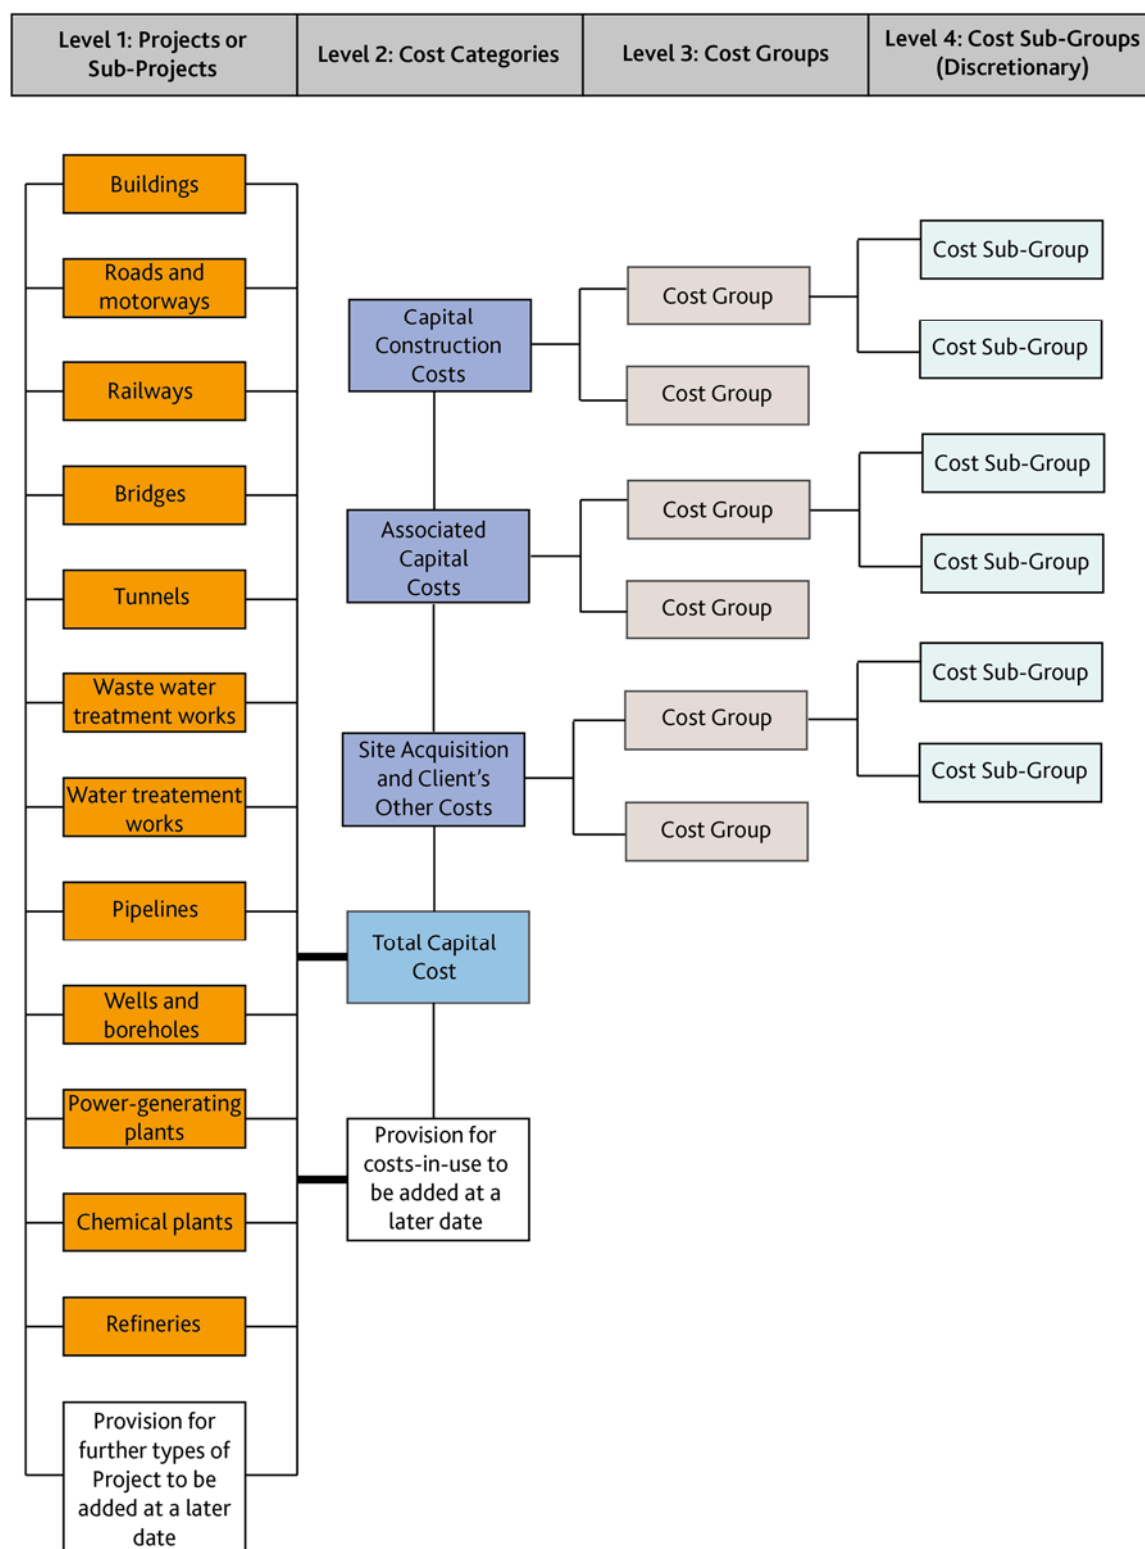 Level 1: Projects or
Sub-Projects
Level 2: Cost Categories
Level 3: Cost Groups
Level 4: Cost Sub-Groups
(Discretionary)
Buildings
Roads and
motorways
Railways
Bridges
Tunnels
Waste water
treatment works
Water treatement
works
Pipelines
Wells and
boreholes
Power-generating
plants
Chemical plants
Refineries
Provision for
further types of
Project to be
added at a later
date
Capital
Construction
Costs
Associated
Capital
Costs
Site Acquisition
and Client’s
Other Costs
Total Capital
Cost
Provision for
costs-in-use to
be added at a
later date
Cost Group
Cost Group
Cost Group
Cost Group
Cost Group
Cost Group
Cost Sub-Group
Cost Sub-Group
Cost Sub-Group
Cost Sub-Group
Cost Sub-Group
Cost Sub-Group